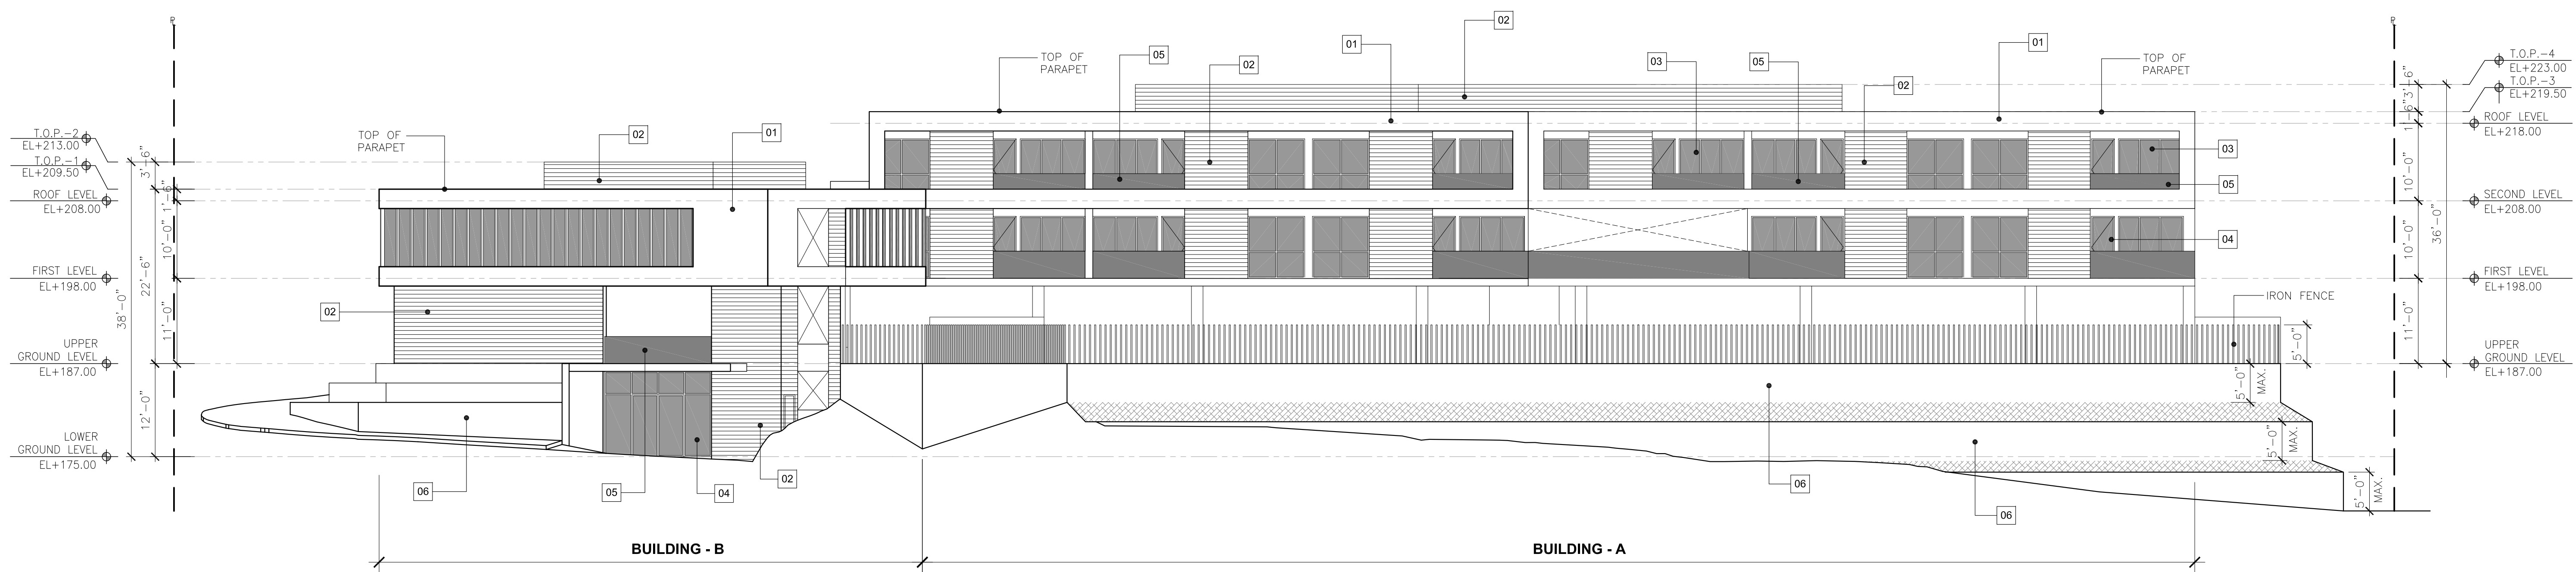 PL
PL
02
01
TOP OF
PARAPET
05
02
03
05
02
01
TOP OF
PARAPET
T.O.P.-4
EL+223.00
T.O.P.-3
EL+219.50
ROOF LEVEL
EL+218.00
SECOND LEVEL
EL+208.00
FIRST LEVEL
EL+198.00
UPPER
GROUND LEVEL
EL+187.00
3'-6"
1'-6"
10'-0"
10'-0"
11'-0"
36'-0"
T.O.P.-2
EL+213.00
T.O.P.-1
EL+209.50
ROOF LEVEL
EL+208.00
FIRST LEVEL
EL+198.00
UPPER
GROUND LEVEL
EL+187.00
LOWER
GROUND LEVEL
EL+175.00
3'-6"
1'-6"
10'-0"
22'-6"
11'-0"
38'-0"
12'-0"
TOP OF
PARAPET
02
01
03
05
04
02
IRON FENCE
5'-0"
5'-0"
MAX.
5'-0"
MAX.
5'-0"
MAX.
06
05
04
02
06
06
BUILDING - B
BUILDING - A